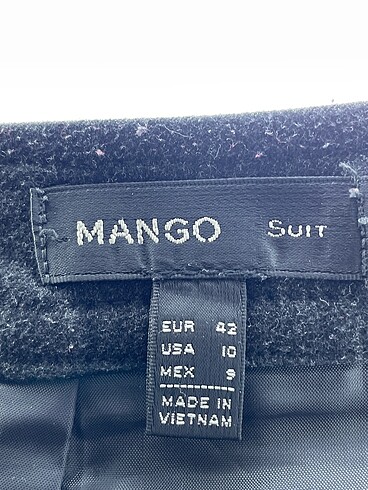 MANGO SUIT
EUR 42
USA 10
MEX 9
MADE IN
VIETNAM